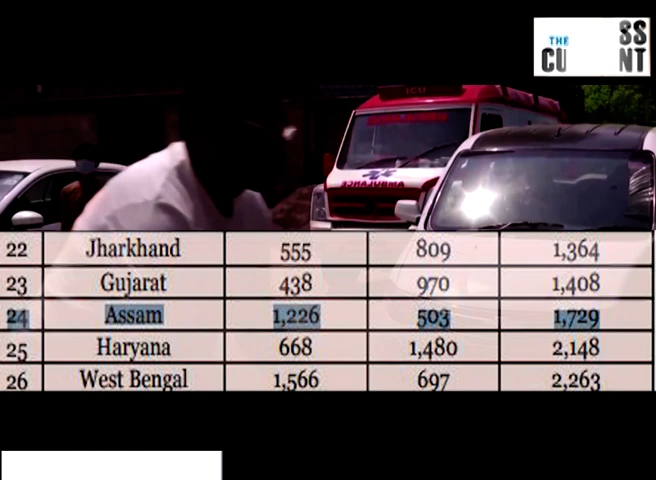 THE
SS
CU
NT
ICU
22 Jharkhand 555 809 1,364
23 Gujarat 438 970 1,408
24 Assam 1,226 503 1,729
25 Haryana 668 1,480 2,148
26 West Bengal 1,566 697 2,263